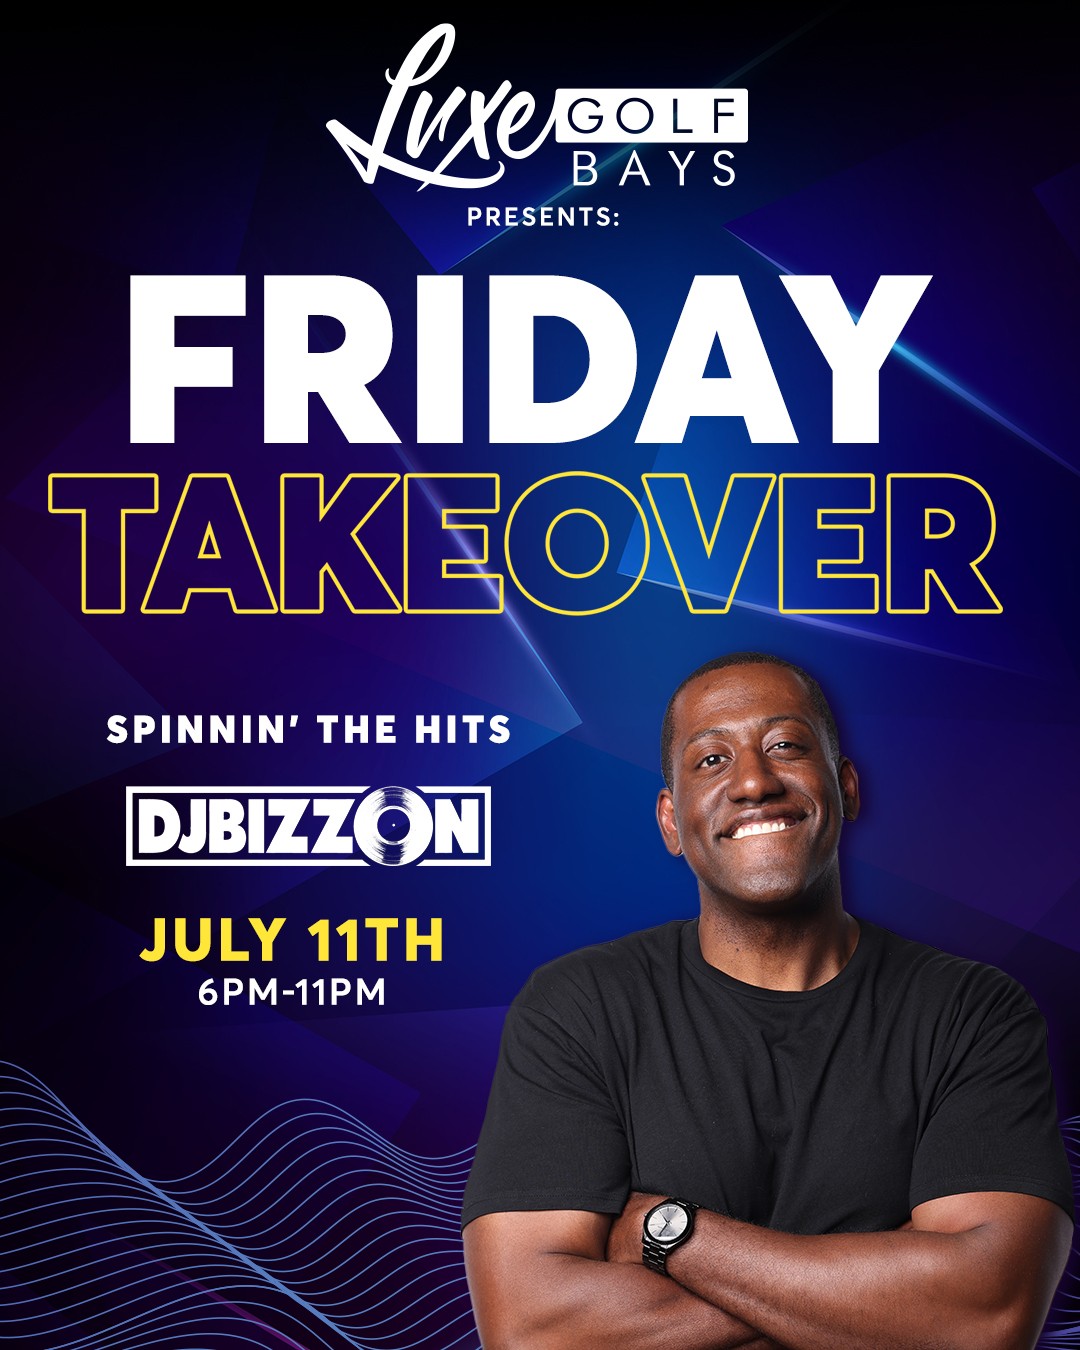 Luxe GOLF
BAYS
PRESENTS:
FRIDAY
TAKEOVER
SPINNIN' THE HITS
DJBIZZON
JULY 11TH
6PM-11PM